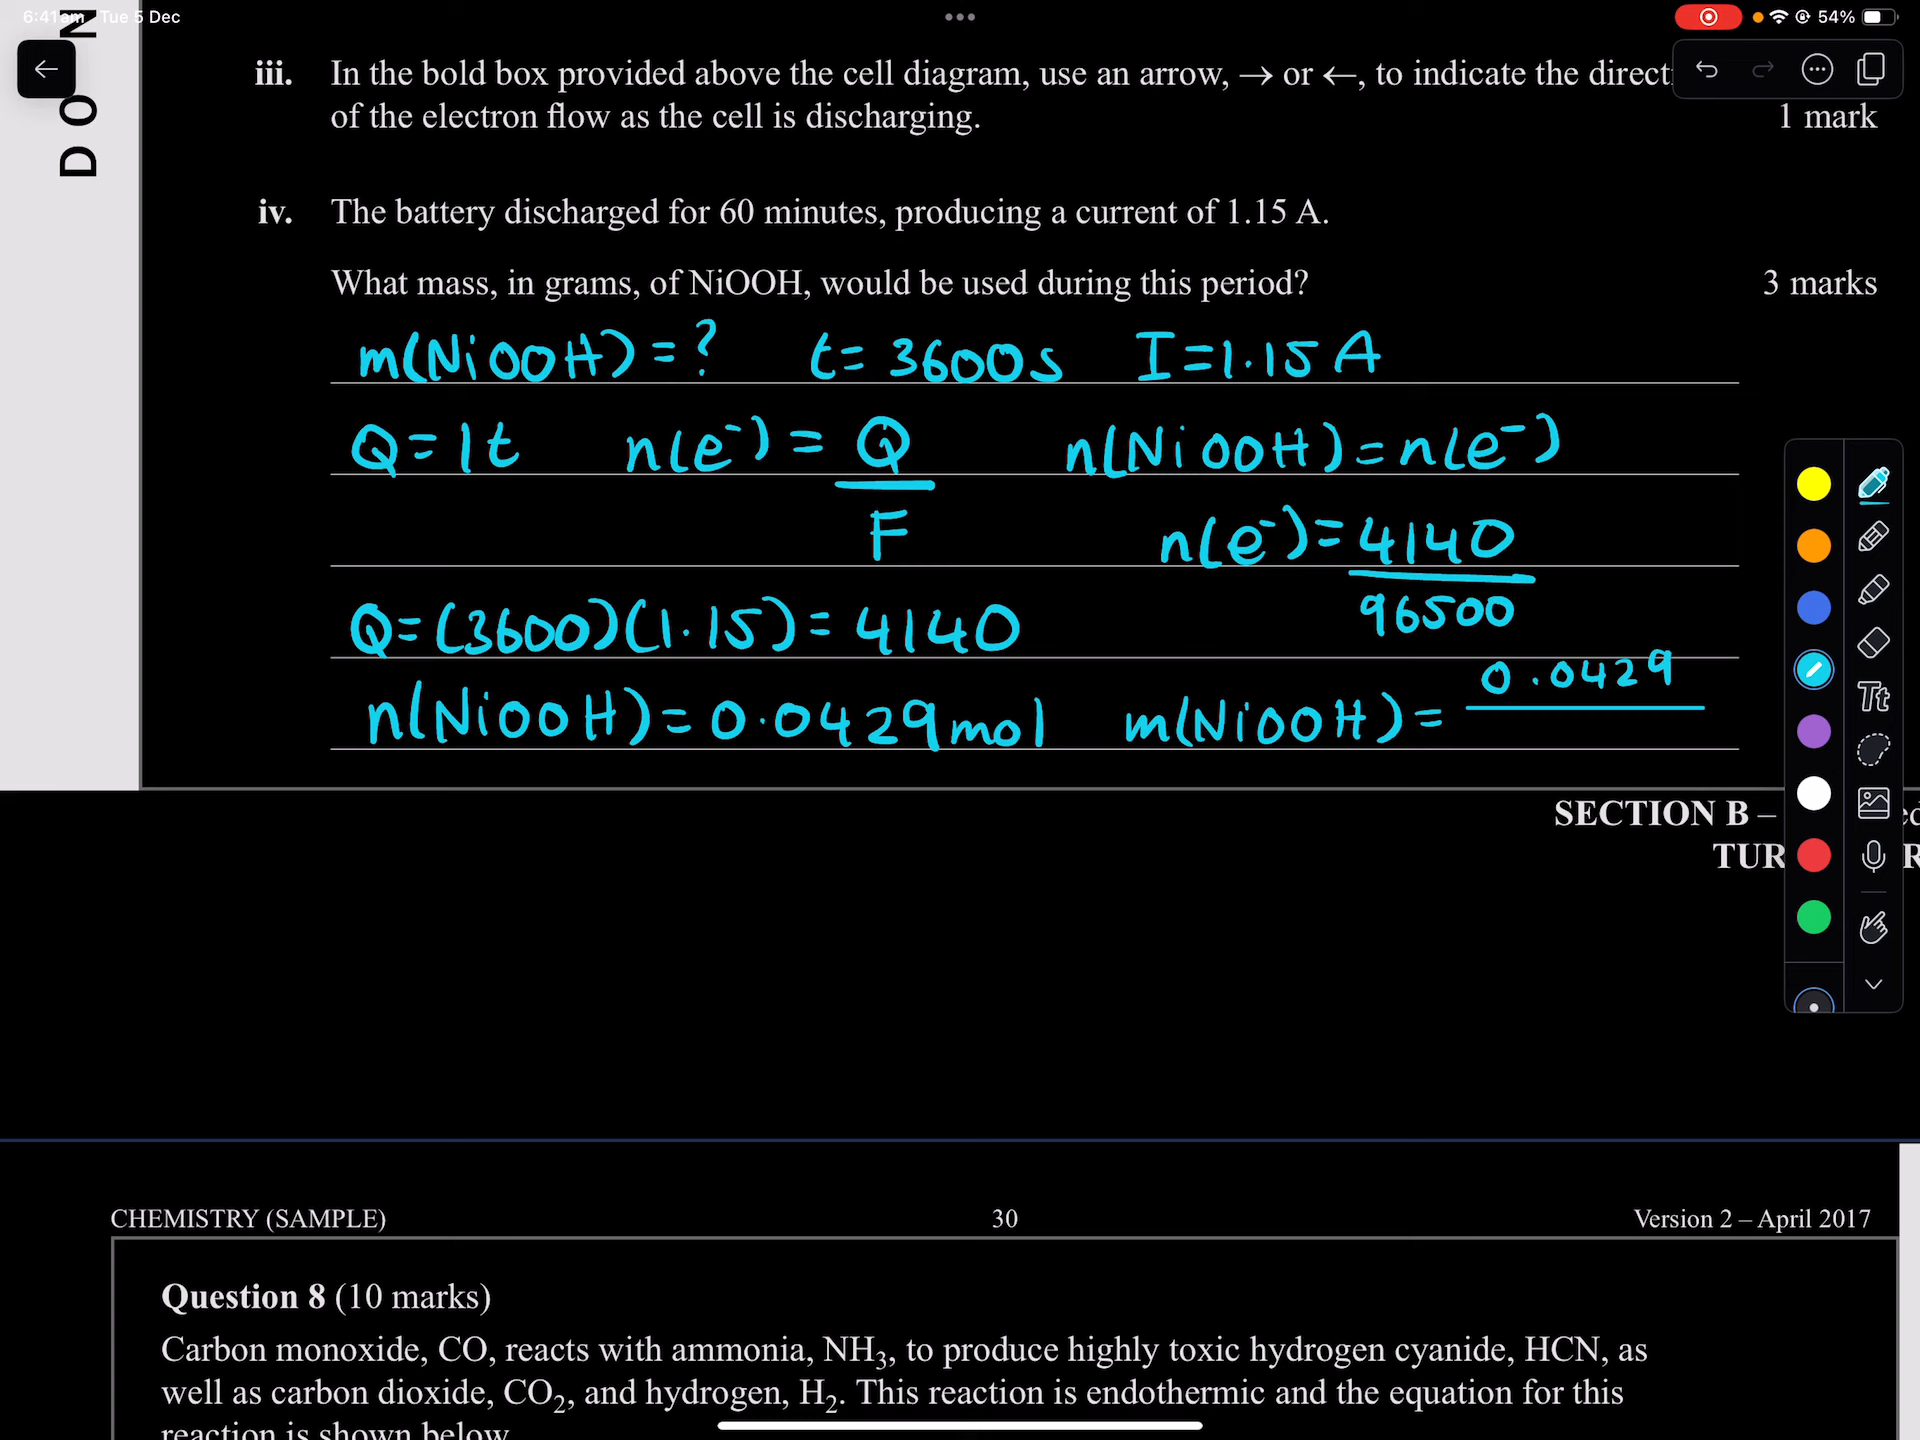 6:41am Tue 5 Dec
54%
DO N
iii. In the bold box provided above the cell diagram, use an arrow, → or ←, to indicate the direct
of the electron flow as the cell is discharging. 1 mark
iv. The battery discharged for 60 minutes, producing a current of 1.15 A.
What mass, in grams, of NiOOH, would be used during this period? 3 marks
m(NiOOH) = ? t = 3600s I = 1.15 A
Q = It n(e⁻) = Q/F n(NiOOH) = n(e⁻)
n(e⁻) = 4140/96500
Q = (3600)(1.15) = 4140
n(NiOOH) = 0.0429 mol m(NiOOH) = 0.0429
Tt
SECTION B –
TUR
CHEMISTRY (SAMPLE) 30 Version 2 – April 2017
Question 8 (10 marks)
Carbon monoxide, CO, reacts with ammonia, NH₃, to produce highly toxic hydrogen cyanide, HCN, as
well as carbon dioxide, CO₂, and hydrogen, H₂. This reaction is endothermic and the equation for this
reaction is shown below